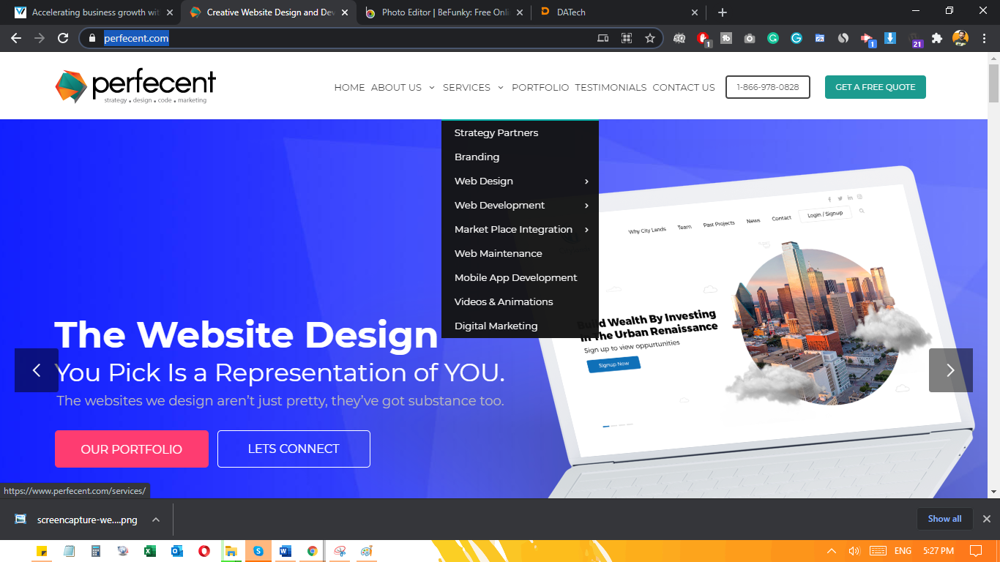 Accelerating business growth wit
Creative Website Design and Dev
Photo Editor | BeFunky: Free Onli
DATech
perfecent.com
1
1
21
perfecent
strategy • design • code • marketing
HOME
ABOUT US
SERVICES
PORTFOLIO
TESTIMONIALS
CONTACT US
1-866-978-0828
GET A FREE QUOTE
Strategy Partners
Branding
Web Design
Web Development
Market Place Integration
Web Maintenance
Mobile App Development
Videos & Animations
Digital Marketing
Why City Lands
Team
Past Projects
News
Contact
Login / Signup
Build Wealth By Investing
In The Urban Renaissance
Sign up to view oppurtunities
Signup Now
The Website Design
You Pick Is a Representation of YOU.
The websites we design aren’t just pretty, they’ve got substance too.
OUR PORTFOLIO
LETS CONNECT
https://www.perfecent.com/services/
screencapture-we....png
Show all
ENG
5:27 PM